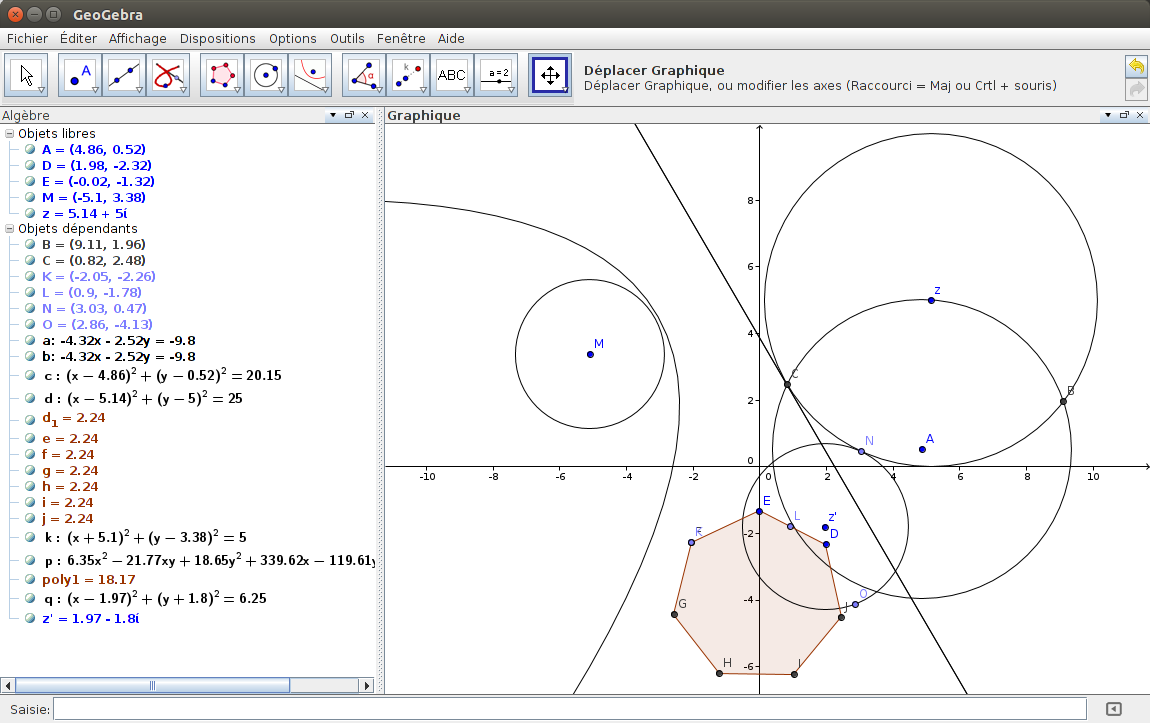 GeoGebra
Fichier Éditer Affichage Dispositions Options Outils Fenêtre Aide
A
α
k
ABC
a=2
Déplacer Graphique
Déplacer Graphique, ou modifier les axes (Raccourci = Maj ou Crtl + souris)
Algèbre
Graphique
Objets libres
A = (4.86, 0.52)
D = (1.98, -2.32)
E = (-0.02, -1.32)
M = (-5.1, 3.38)
z = 5.14 + 5i
Objets dépendants
B = (9.11, 1.96)
C = (0.82, 2.48)
K = (-2.05, -2.26)
L = (0.9, -1.78)
N = (3.03, 0.47)
O = (2.86, -4.13)
a: -4.32x - 2.52y = -9.8
b: -4.32x - 2.52y = -9.8
c : (x − 4.86)² + (y − 0.52)² = 20.15
d : (x − 5.14)² + (y − 5)² = 25
d₁ = 2.24
e = 2.24
f = 2.24
g = 2.24
h = 2.24
i = 2.24
j = 2.24
k : (x + 5.1)² + (y − 3.38)² = 5
p : 6.35x² − 21.77xy + 18.65y² + 339.62x − 119.61y
poly1 = 18.17
q : (x − 1.97)² + (y + 1.8)² = 6.25
z' = 1.97 - 1.8i
8
6
4
2
0
-2
-4
-6
-10 -8 -6 -4 -2 0 2 4 6 8 10
z
M
C
B
A
N
E
L
z'
D
G
O
J
H
I
Saisie: